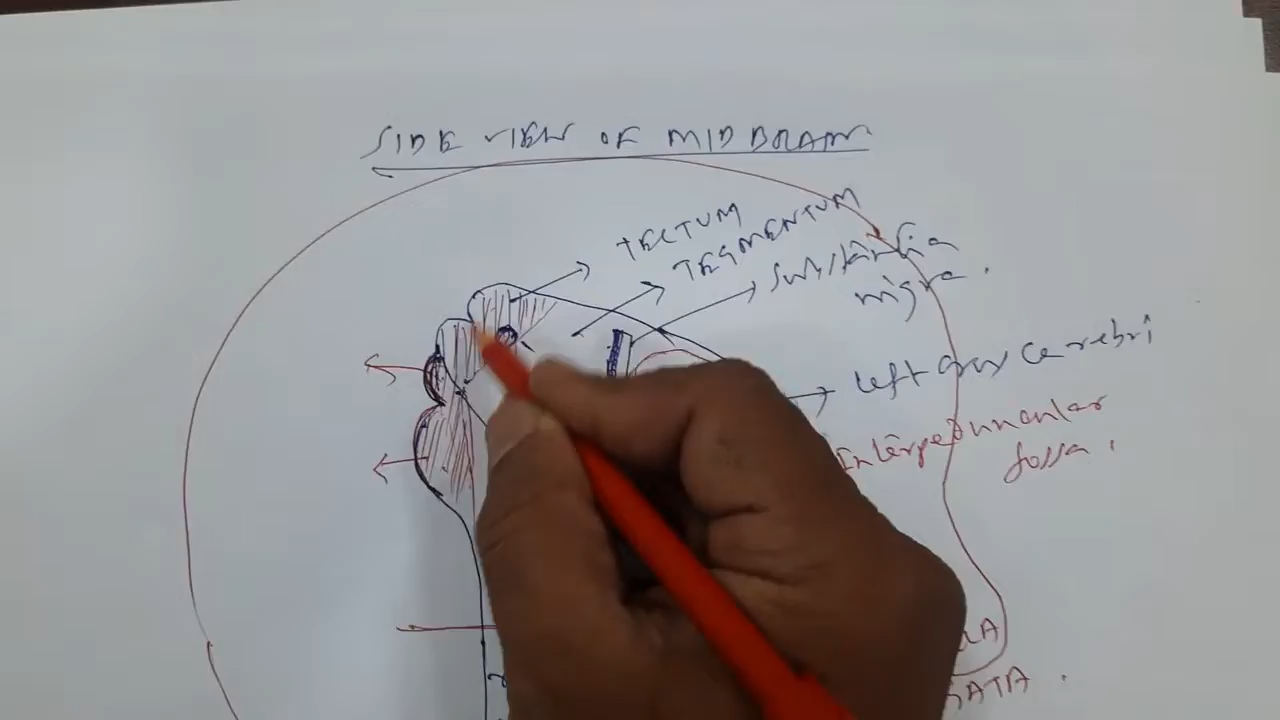 SIDE VIEW OF MIDBRAIN
TECTUM
TEGMENTUM
Substantia
nigra.
Left crus cerebri
Interpeduncular
fossa.